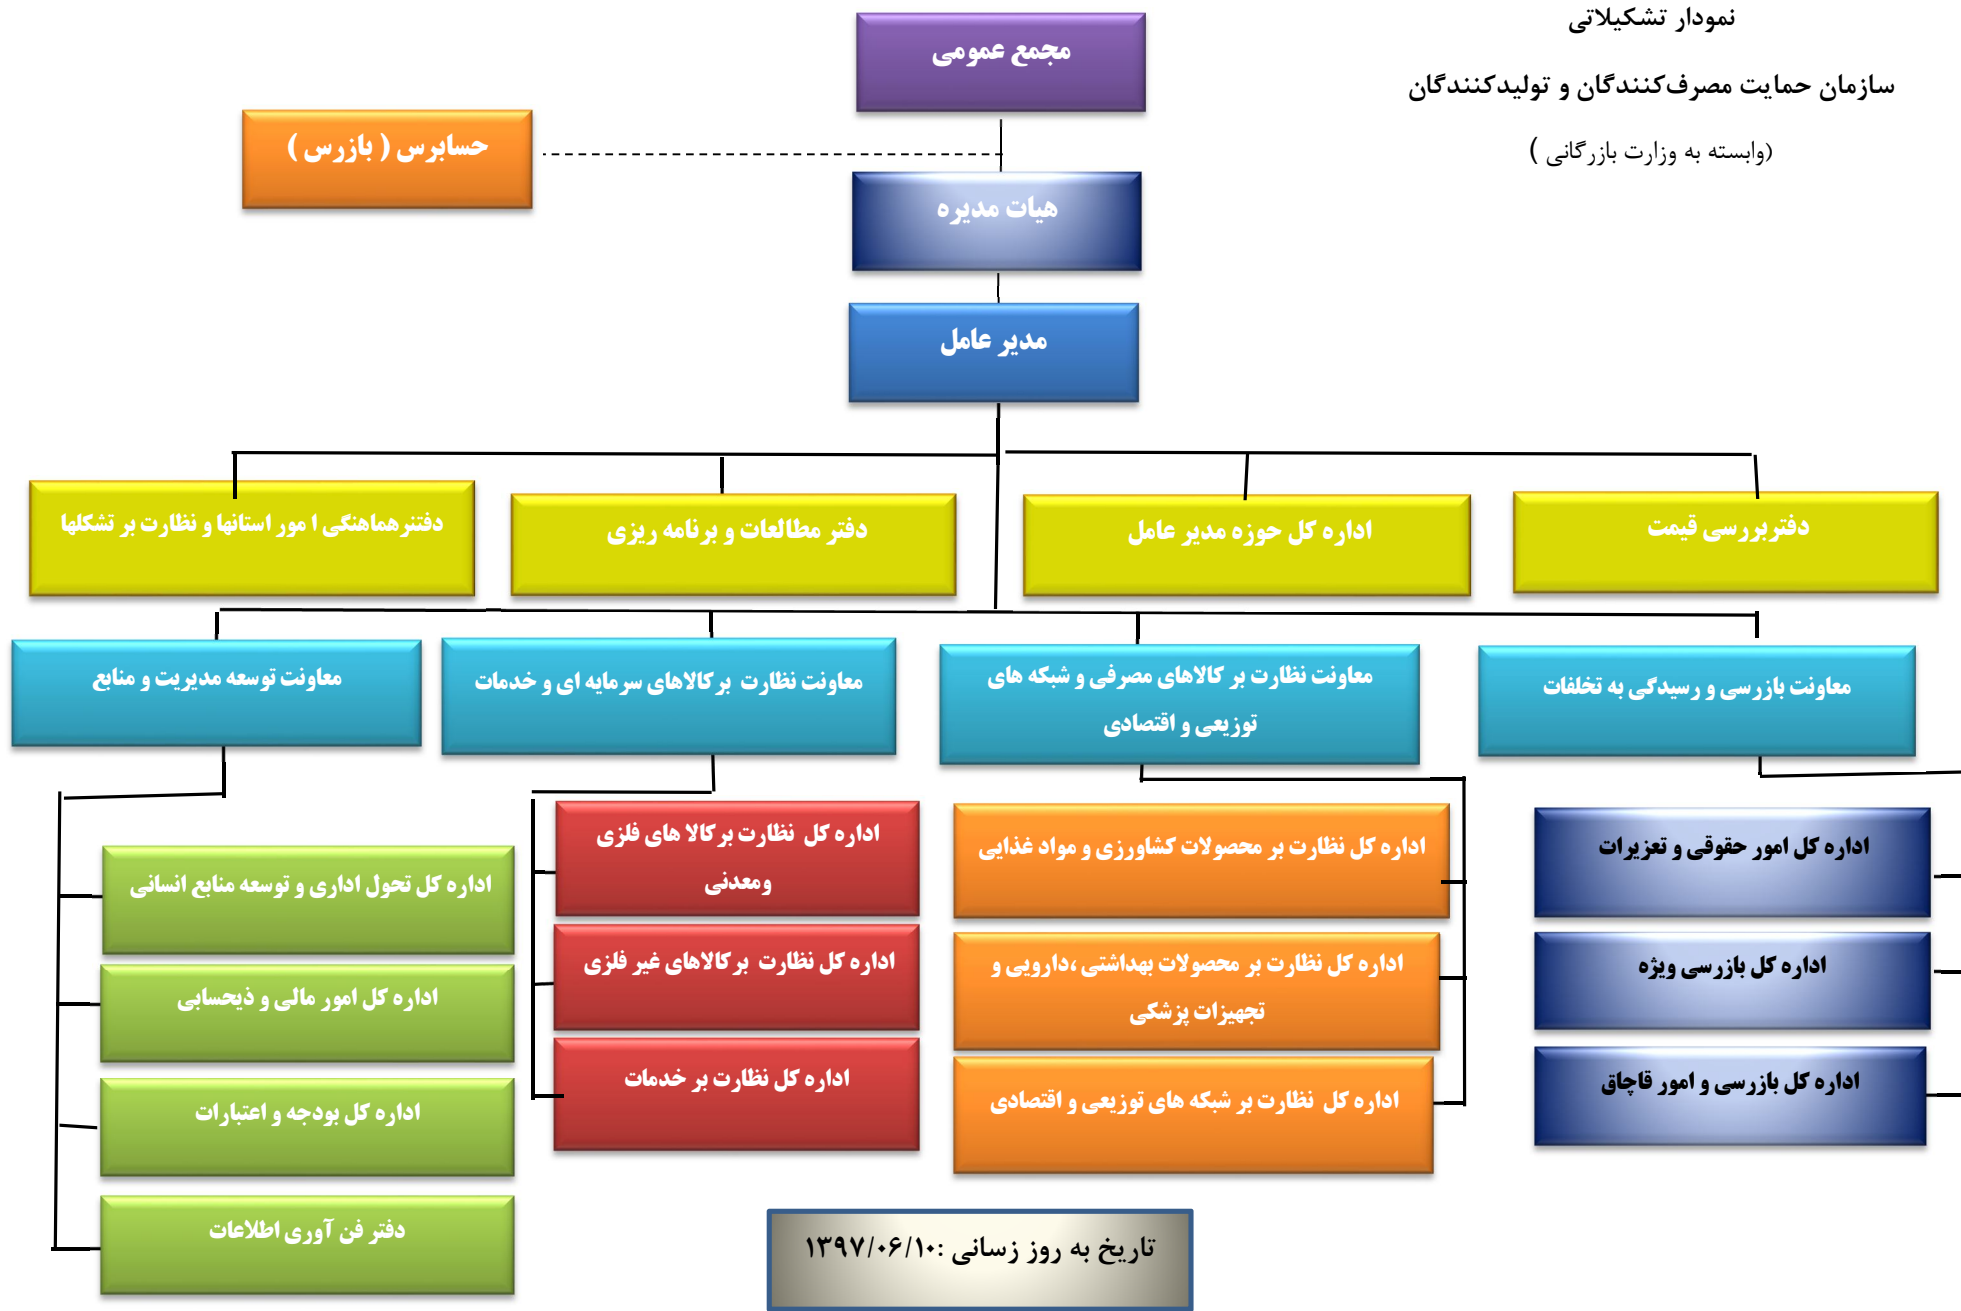 نمودار تشکیلاتی
سازمان حمایت مصرف‌کنندگان و تولیدکنندگان
(وابسته به وزارت بازرگانی )
مجمع عمومی
حسابرس ( بازرس )
هیات مدیره
مدیر عامل
دفتربررسی قیمت
اداره کل حوزه مدیر عامل
دفتر مطالعات و برنامه ریزی
دفتنرهماهنگی ا مور استانها و نظارت بر تشکلها
معاونت بازرسی و رسیدگی به تخلفات
معاونت نظارت بر کالاهای مصرفی و شبکه های
توزیعی و اقتصادی
معاونت نظارت برکالاهای سرمایه ای و خدمات
معاونت توسعه مدیریت و منابع
اداره کل امور حقوقی و تعزیرات
اداره کل بازرسی ویژه
اداره کل بازرسی و امور قاچاق
اداره کل نظارت بر محصولات کشاورزی و مواد غذایی
اداره کل نظارت بر محصولات بهداشتی ،دارویی و
تجهیزات پزشکی
اداره کل نظارت بر شبکه های توزیعی و اقتصادی
اداره کل نظارت برکالا های فلزی
ومعدنی
اداره کل نظارت برکالاهای غیر فلزی
اداره کل نظارت بر خدمات
اداره کل تحول اداری و توسعه منابع انسانی
اداره کل امور مالی و ذیحسابی
اداره کل بودجه و اعتبارات
دفتر فن آوری اطلاعات
تاریخ به روز رسانی :۱۳۹۷/۰۶/۱۰